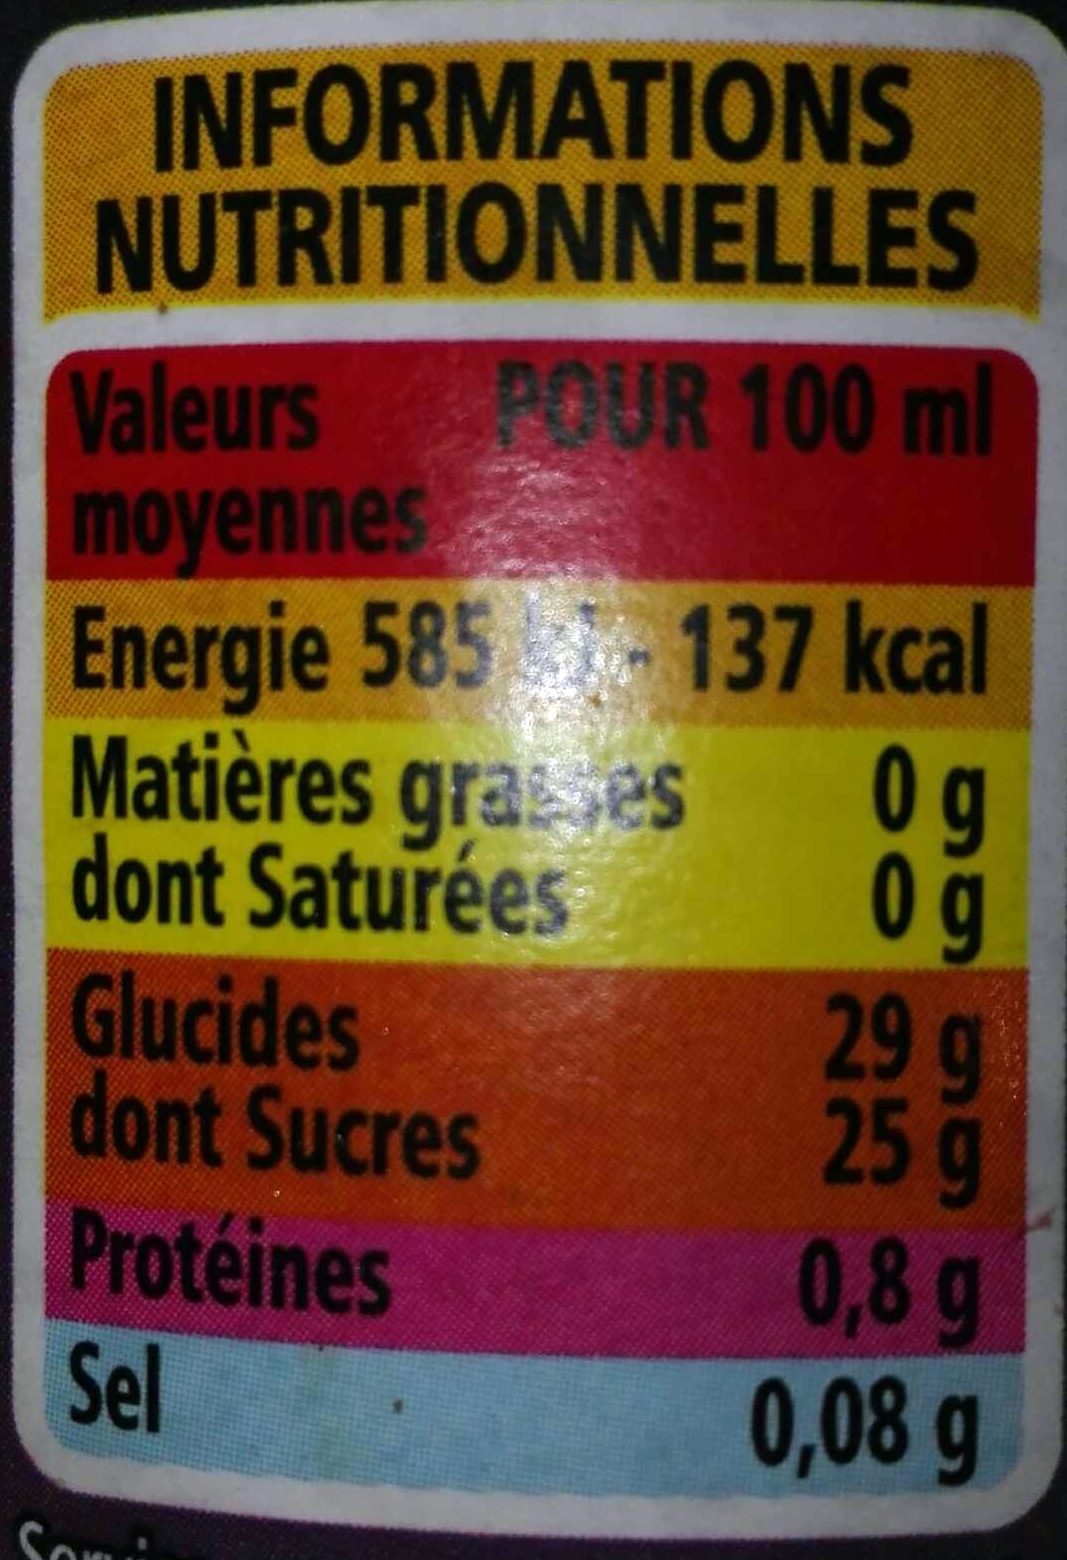 INFORMATIONS
NUTRITIONNELLES
Valeurs POUR 100 ml
moyennes
Energie 585 kJ - 137 kcal
Matières grasses 0 g
dont Saturées 0 g
Glucides 29 g
dont Sucres 25 g
Protéines 0,8 g
Sel 0,08 g